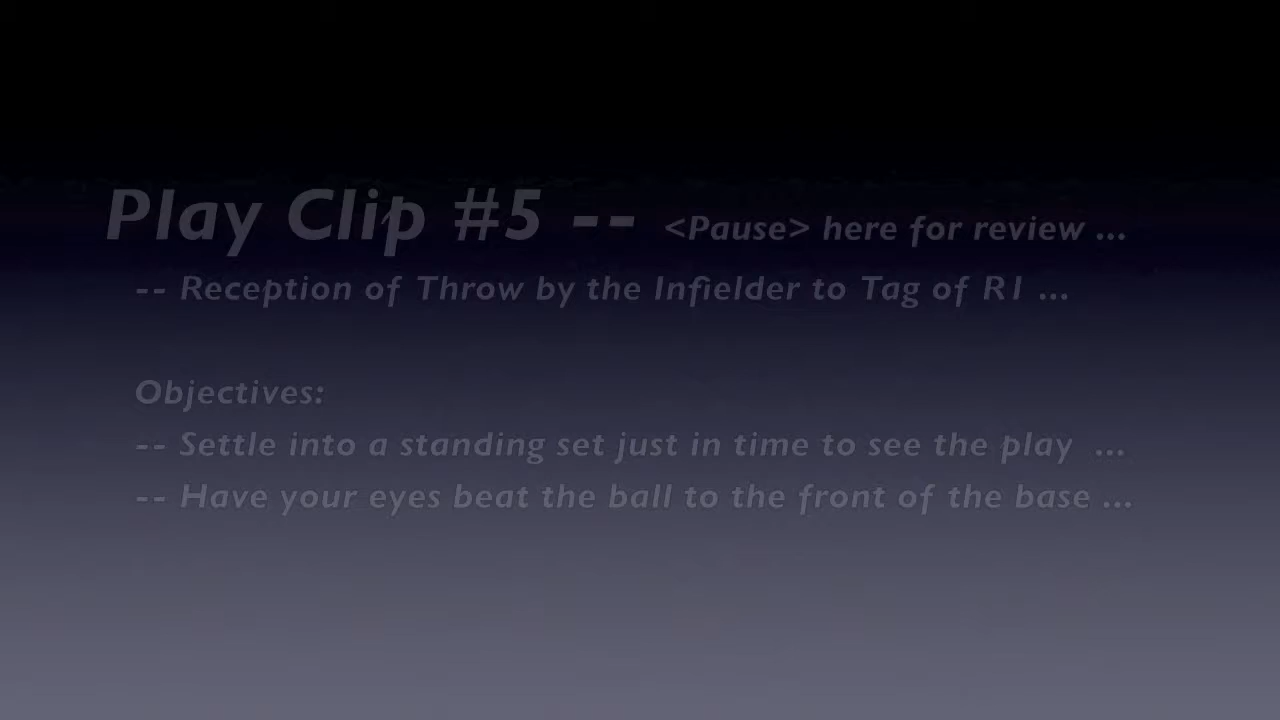 Play Clip #5 -- <Pause> here for review ...
-- Reception of Throw by the Infielder to Tag of R1 ...
Objectives:
-- Settle into a standing set just in time to see the play ...
-- Have your eyes beat the ball to the front of the base ...